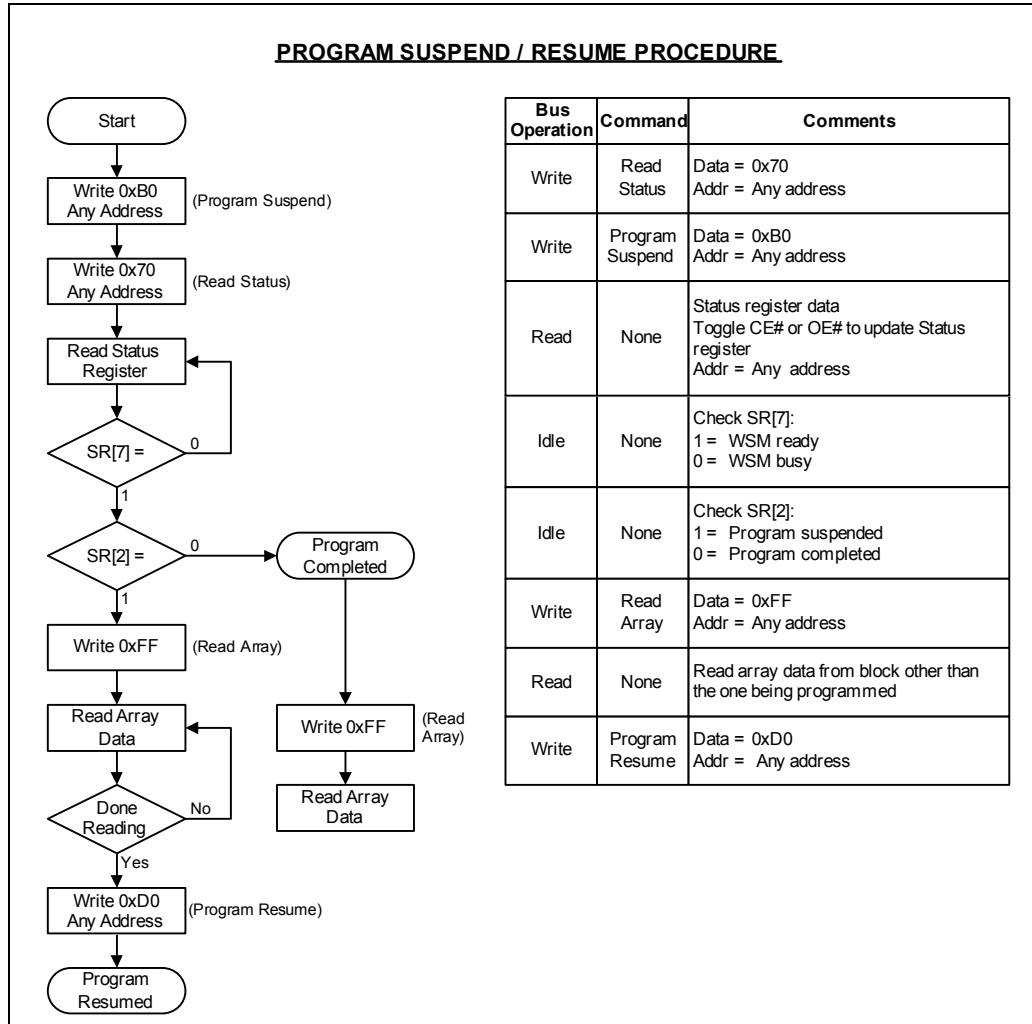 PROGRAM SUSPEND / RESUME PROCEDURE
Start
Write 0xB0
Any Address
(Program Suspend)
Write 0x70
Any Address
(Read Status)
Read Status
Register
SR[7] =
0
1
SR[2] =
0
1
Program
Completed
Write 0xFF
(Read Array)
Read Array
Data
Write 0xFF
(Read
Array)
Read Array
Data
Done
Reading
No
Yes
Write 0xD0
Any Address
(Program Resume)
Program
Resumed
Bus
Operation
Command
Comments
Write
Read
Status
Data = 0x70
Addr = Any address
Write
Program
Suspend
Data = 0xB0
Addr = Any address
Read
None
Status register data
Toggle CE# or OE# to update Status
register
Addr = Any address
Idle
None
Check SR[7]:
1 = WSM ready
0 = WSM busy
Idle
None
Check SR[2]:
1 = Program suspended
0 = Program completed
Write
Read
Array
Data = 0xFF
Addr = Any address
Read
None
Read array data from block other than
the one being programmed
Write
Program
Resume
Data = 0xD0
Addr = Any address